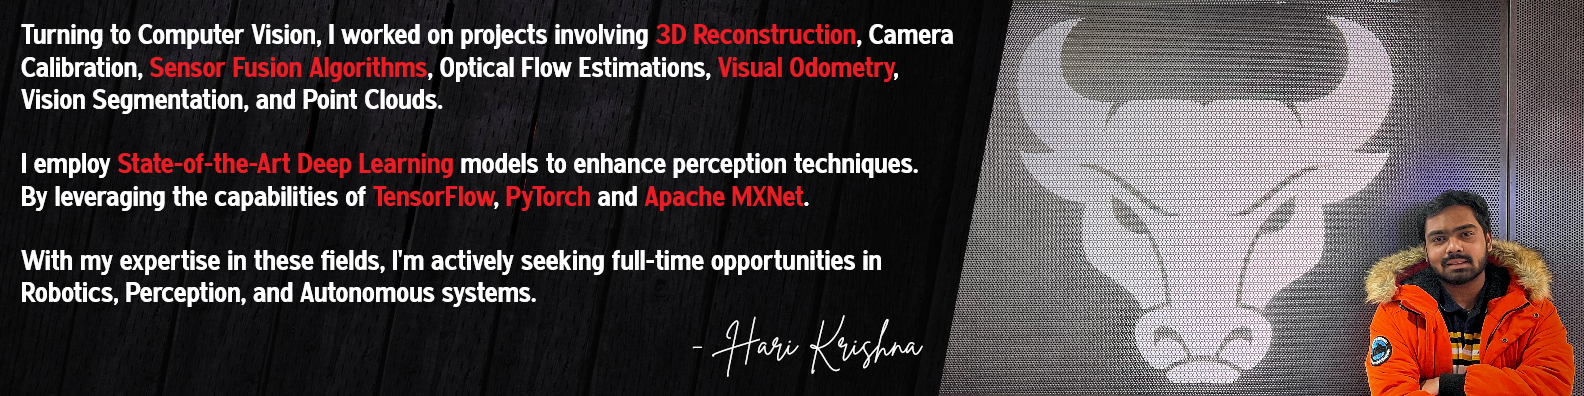 Turning to Computer Vision, I worked on projects involving 3D Reconstruction, Camera
Calibration, Sensor Fusion Algorithms, Optical Flow Estimations, Visual Odometry,
Vision Segmentation, and Point Clouds.
I employ State-of-the-Art Deep Learning models to enhance perception techniques.
By leveraging the capabilities of TensorFlow, PyTorch and Apache MXNet.
With my expertise in these fields, I'm actively seeking full-time opportunities in
Robotics, Perception, and Autonomous systems.
- Hari Krishna